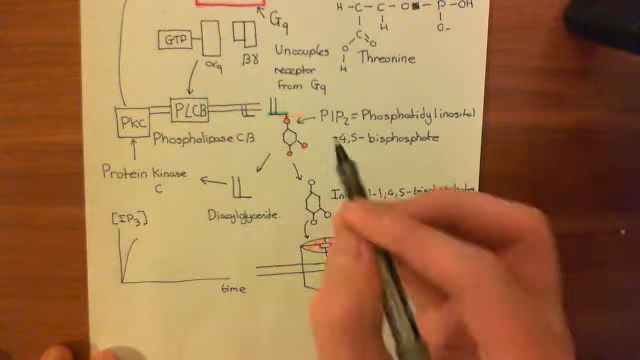 H - C - C - O - P - OH
H
C
O
O
O-
H
Threonine
Gq
GTP
αq
βγ
Uncouples
receptor
from Gq
PKC
PLCB
Phosphalipase Cβ
PIP2 = Phosphatidylinositol
-4,5-bisphosphate
Protein Kinase
C
Diacylglyceride
[IP3]
time